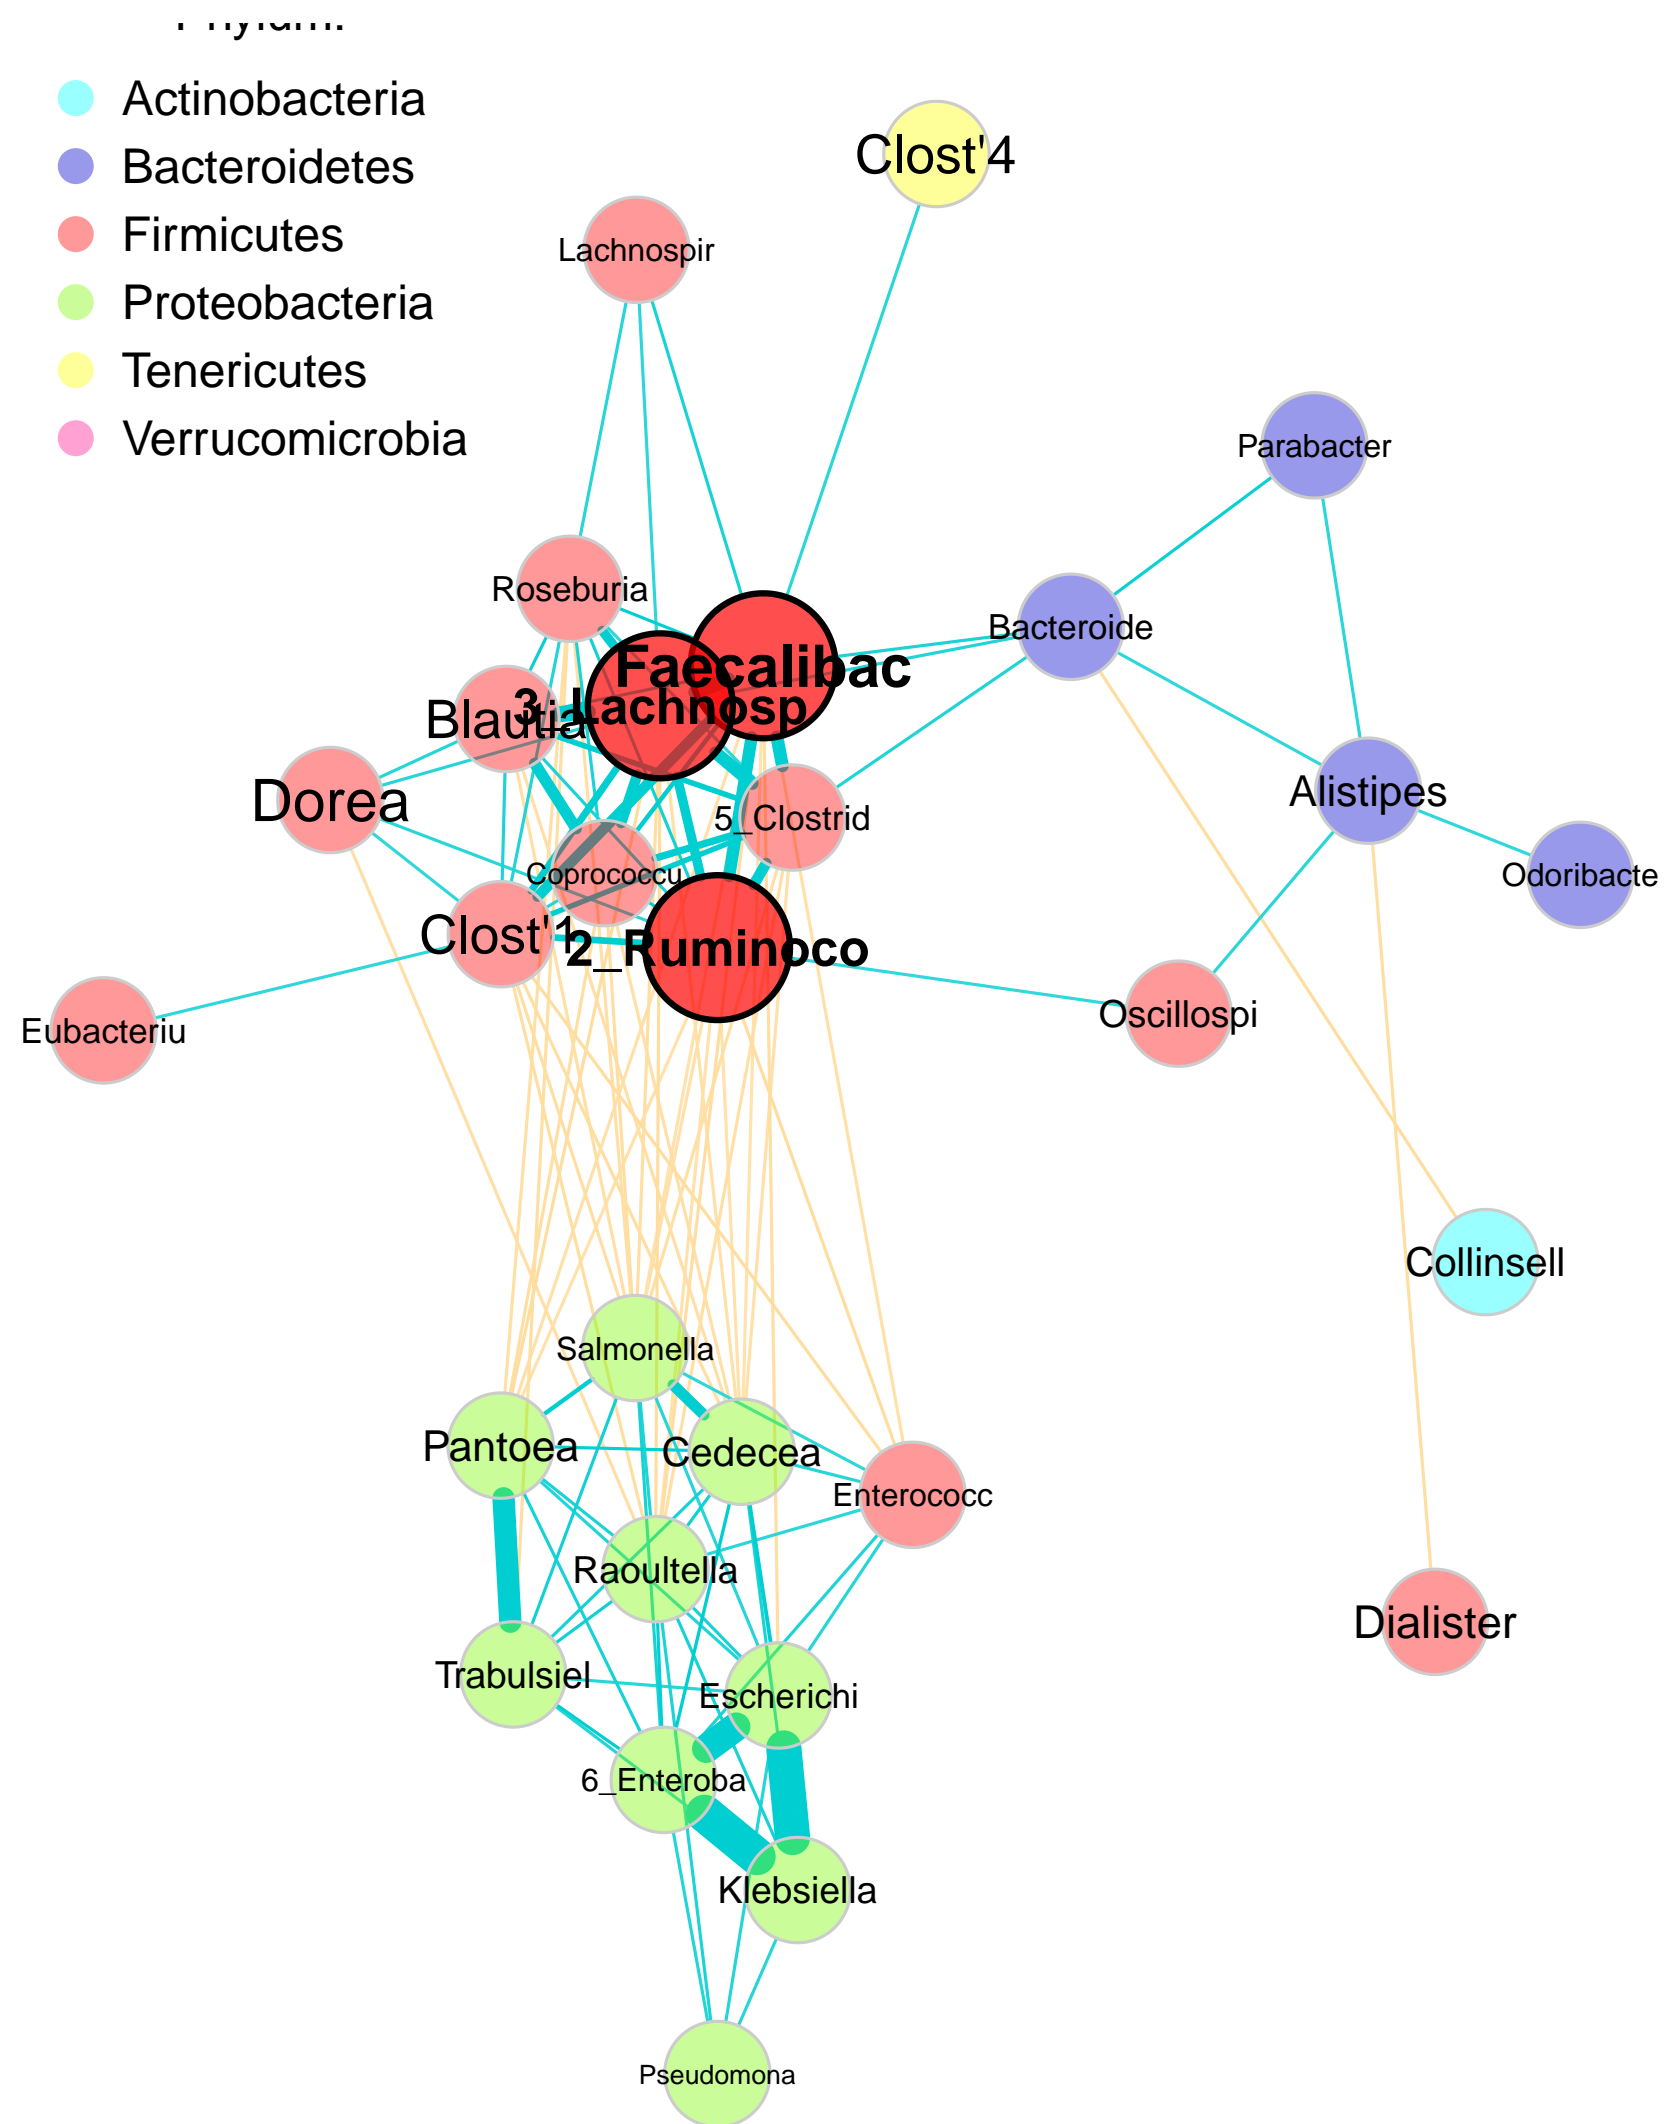 Phylum:
Actinobacteria
Bacteroidetes
Firmicutes
Proteobacteria
Tenericutes
Verrucomicrobia
Clost'4
Lachnospir
Parabacter
Roseburia
Bacteroide
Faecalibac
3_Lachnosp
Blautia
Alistipes
Dorea
5_Clostrid
Coprococcu
Odoribacte
Clost'1
2_Ruminoco
Oscillospi
Eubacteriu
Collinsell
Salmonella
Pantoea
Cedecea
Enterococc
Raoultella
Dialister
Trabulsiel
Escherichi
6_Enteroba
Klebsiella
Pseudomona